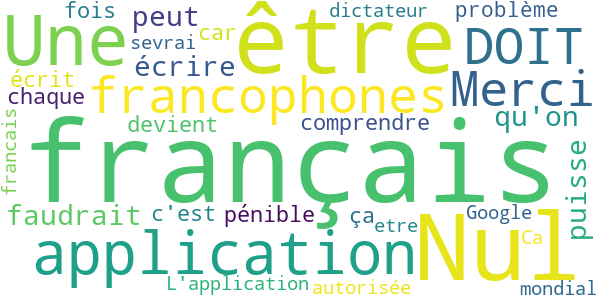 fois peut car dictateur problème
Une sevrai être DOIT
écrit écrire Merci
chaque francophones qu'on
francais devient comprendre
français puisse
faudrait c'est pénible ça etre Google
application Nul Ca
L'application autorisée mondial